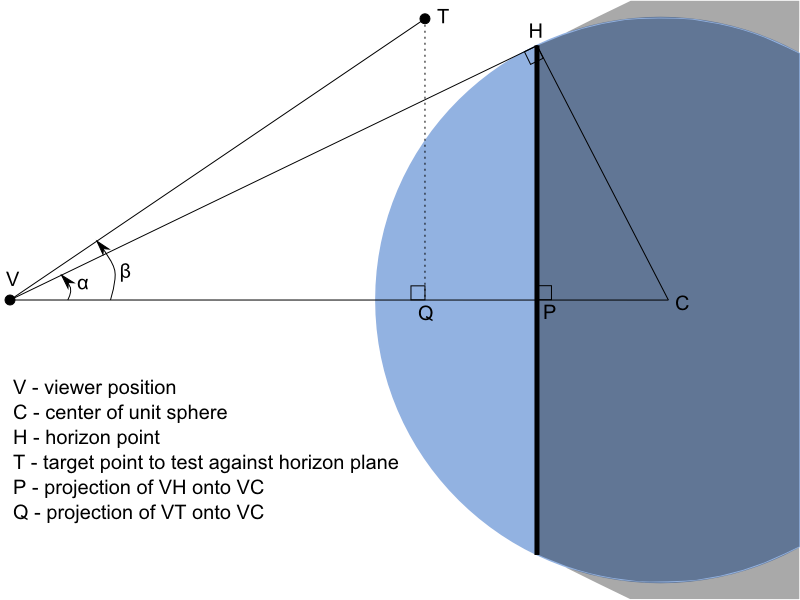 T
H
V
α
β
Q
P
C
V - viewer position
C - center of unit sphere
H - horizon point
T - target point to test against horizon plane
P - projection of VH onto VC
Q - projection of VT onto VC